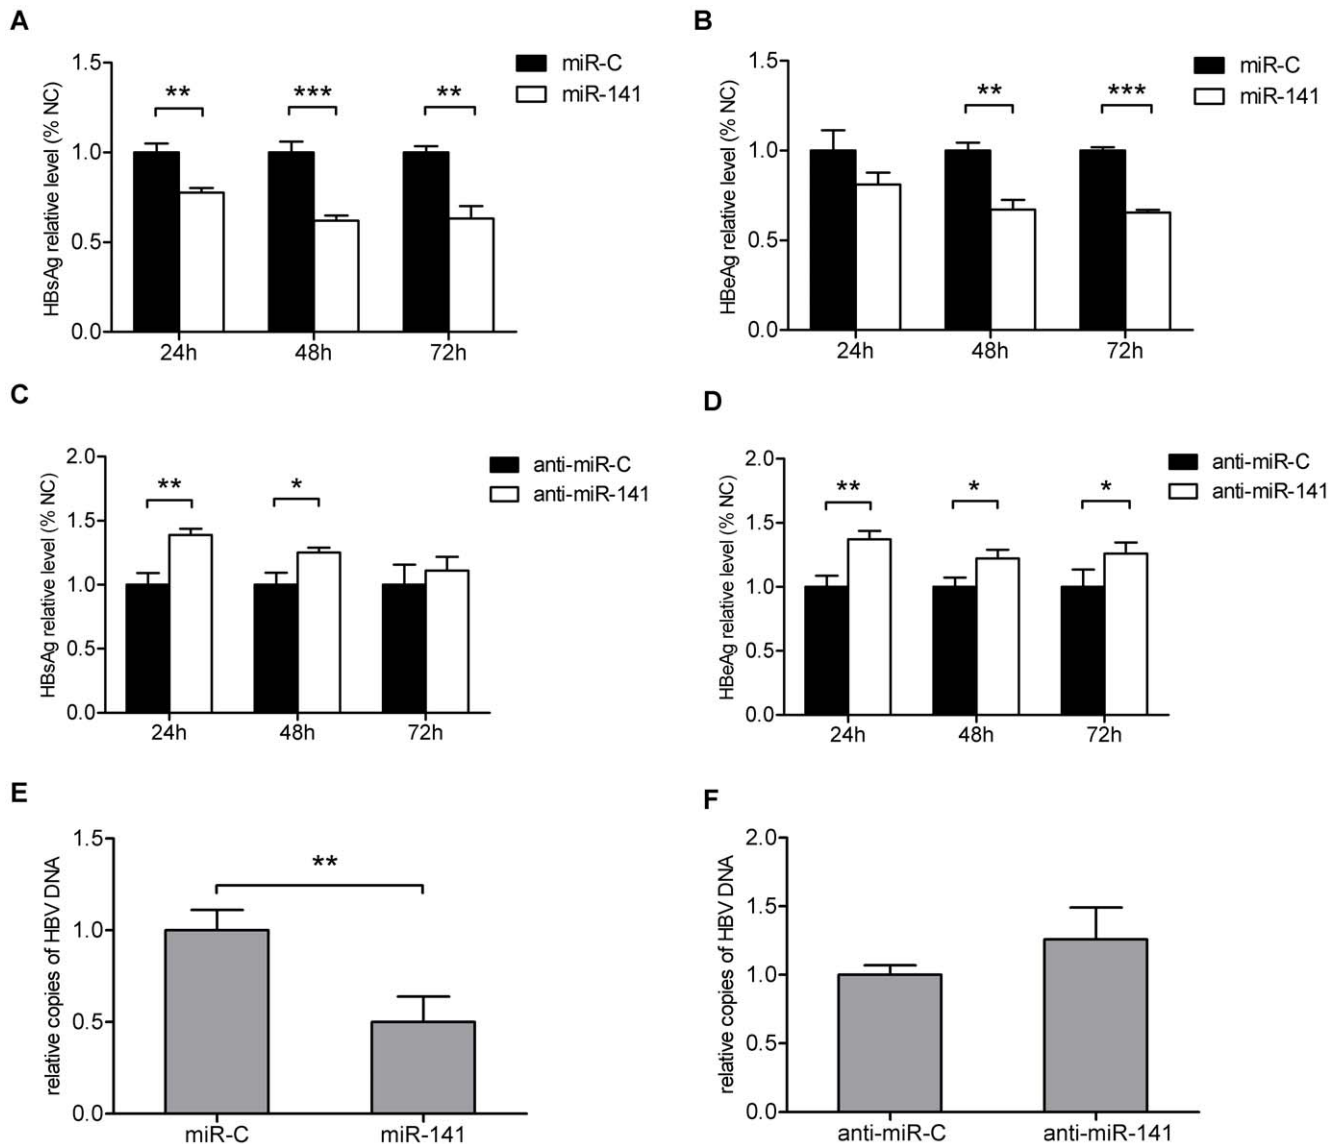 A
HBsAg relative level (% NC)
1.5
1.0
0.5
0.0
** *** **
miR-C
miR-141
24h 48h 72h
B
HBeAg relative level (% NC)
1.5
1.0
0.5
0.0
** ***
miR-C
miR-141
24h 48h 72h
C
HBsAg relative level (% NC)
2.0
1.5
1.0
0.5
0.0
** *
anti-miR-C
anti-miR-141
24h 48h 72h
D
HBeAg relative level (% NC)
2.0
1.5
1.0
0.5
0.0
** * *
anti-miR-C
anti-miR-141
24h 48h 72h
E
relative copies of HBV DNA
1.5
1.0
0.5
0.0
**
miR-C miR-141
F
relative copies of HBV DNA
2.0
1.5
1.0
0.5
0.0
anti-miR-C anti-miR-141